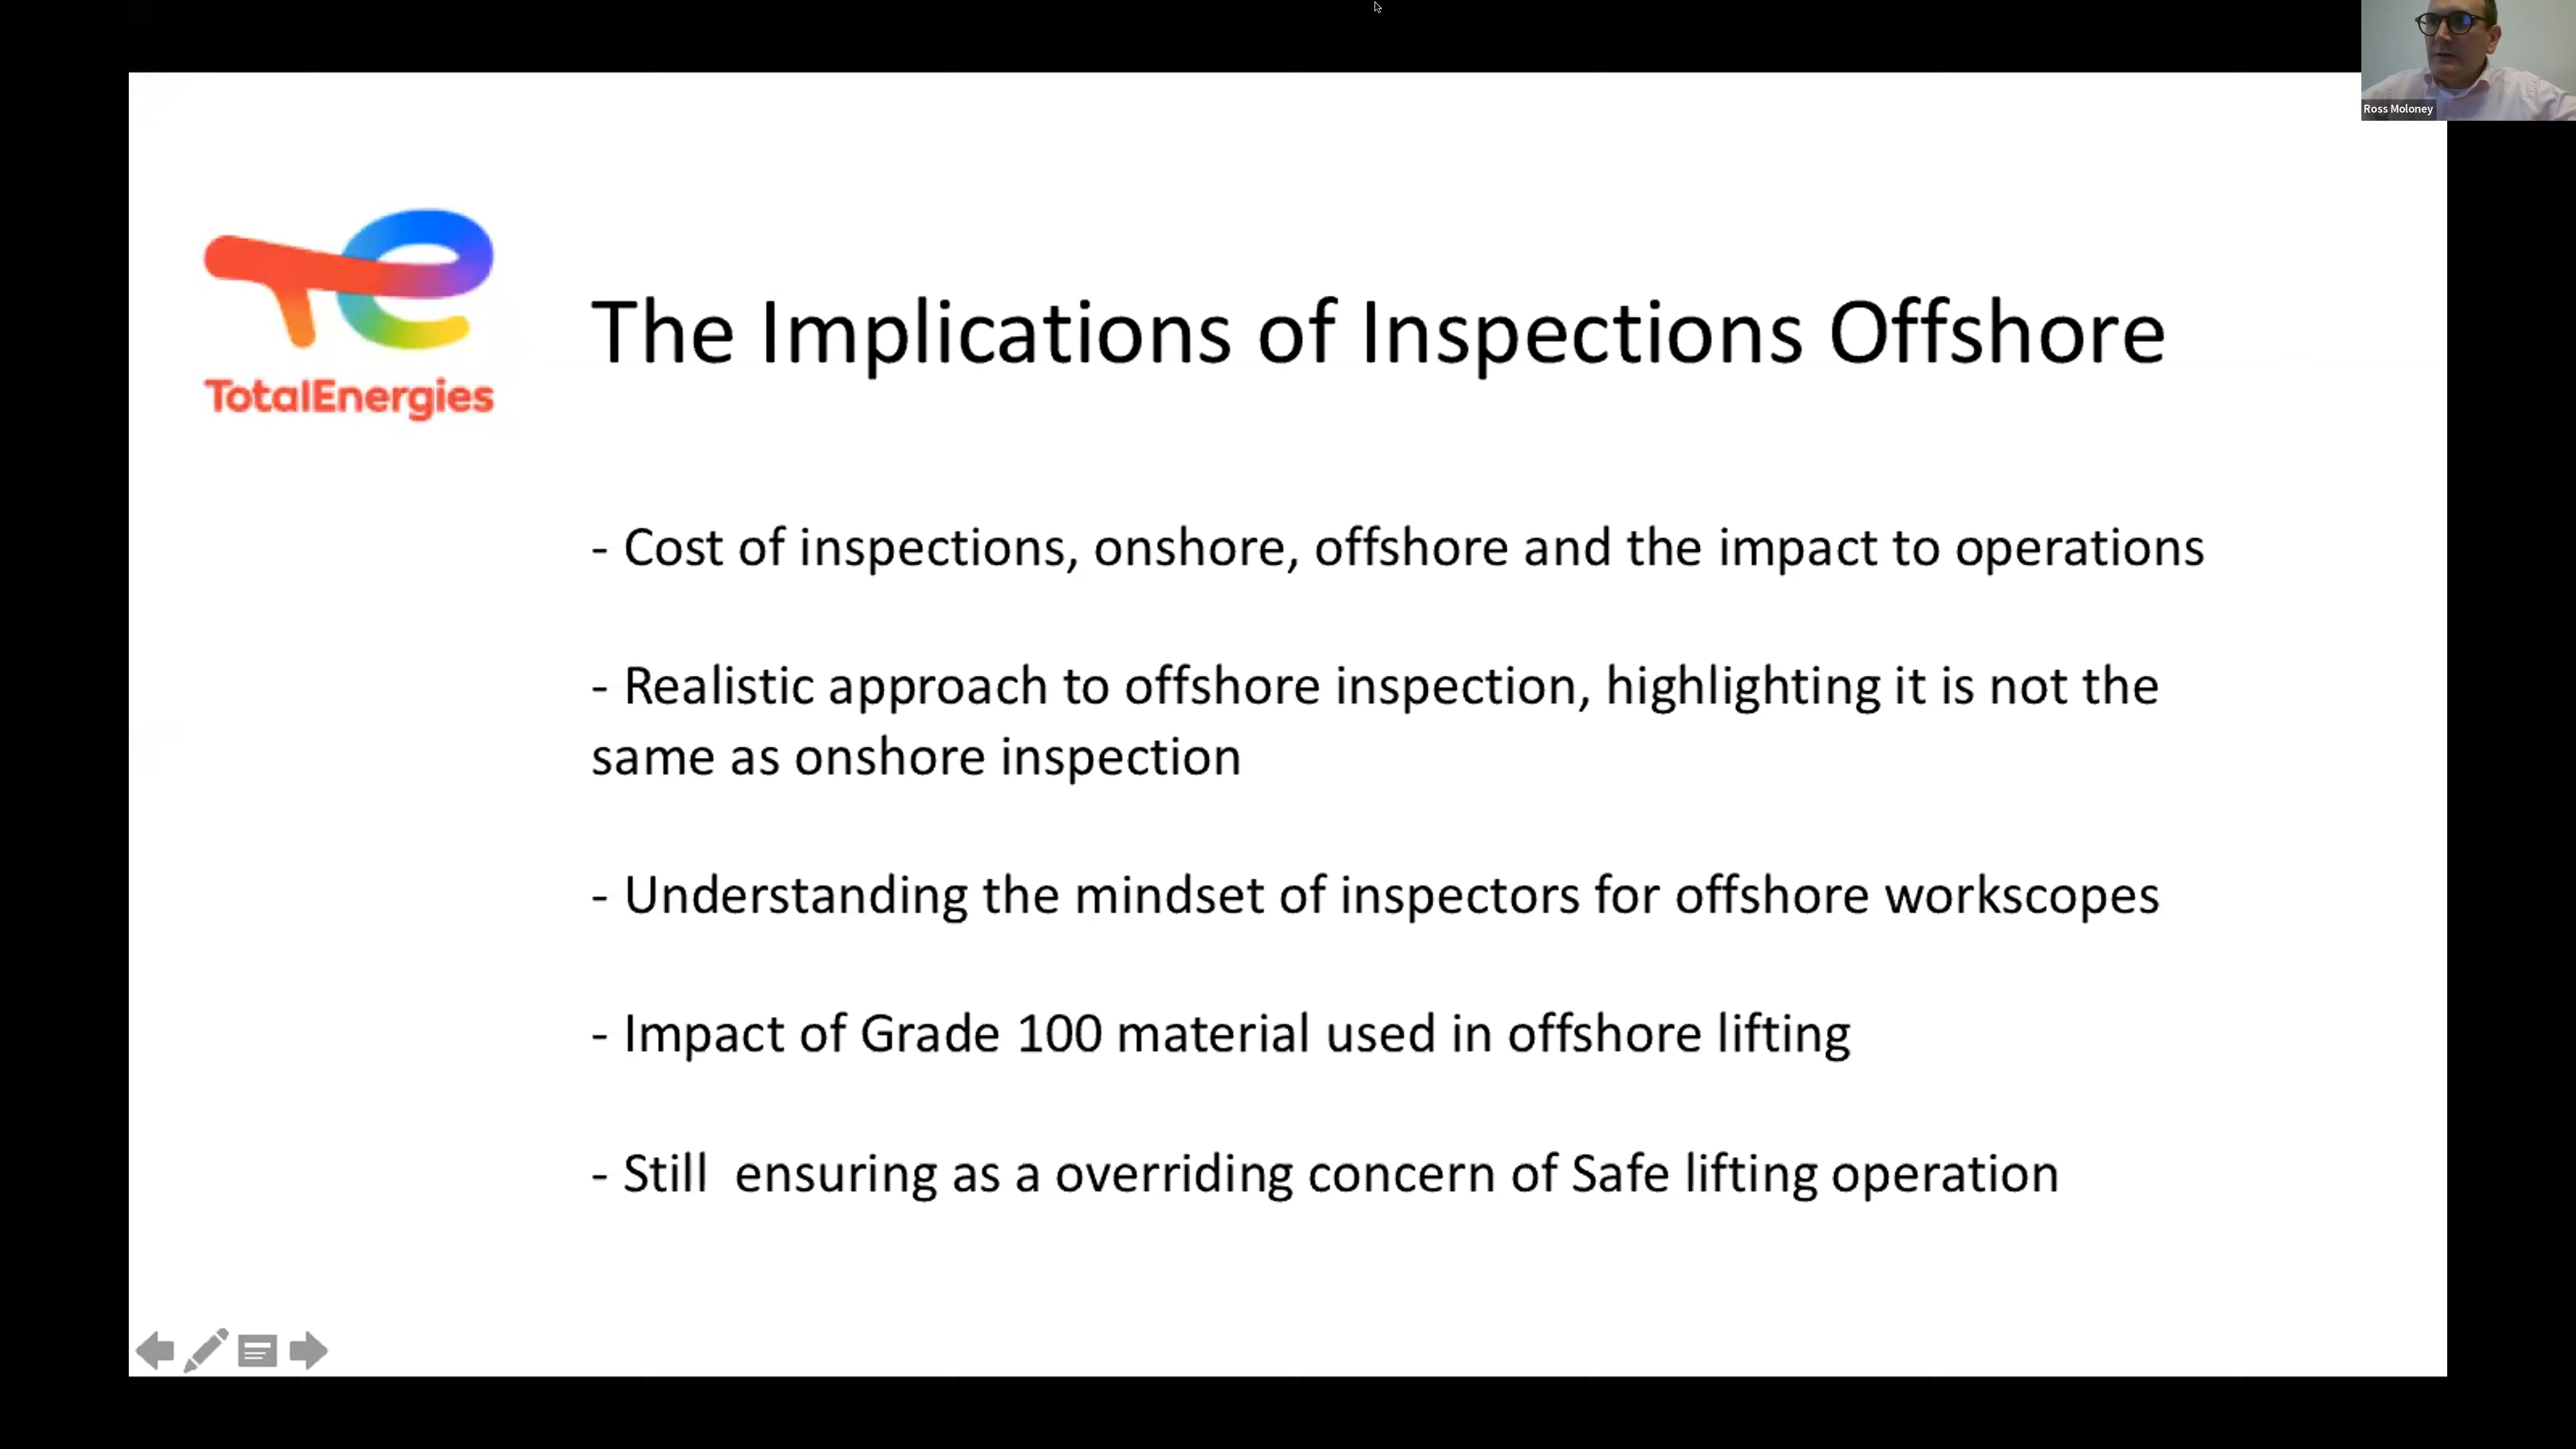 Ross Moloney
TotalEnergies
The Implications of Inspections Offshore
- Cost of inspections, onshore, offshore and the impact to operations
- Realistic approach to offshore inspection, highlighting it is not the
same as onshore inspection
- Understanding the mindset of inspectors for offshore workscopes
- Impact of Grade 100 material used in offshore lifting
- Still  ensuring as a overriding concern of Safe lifting operation